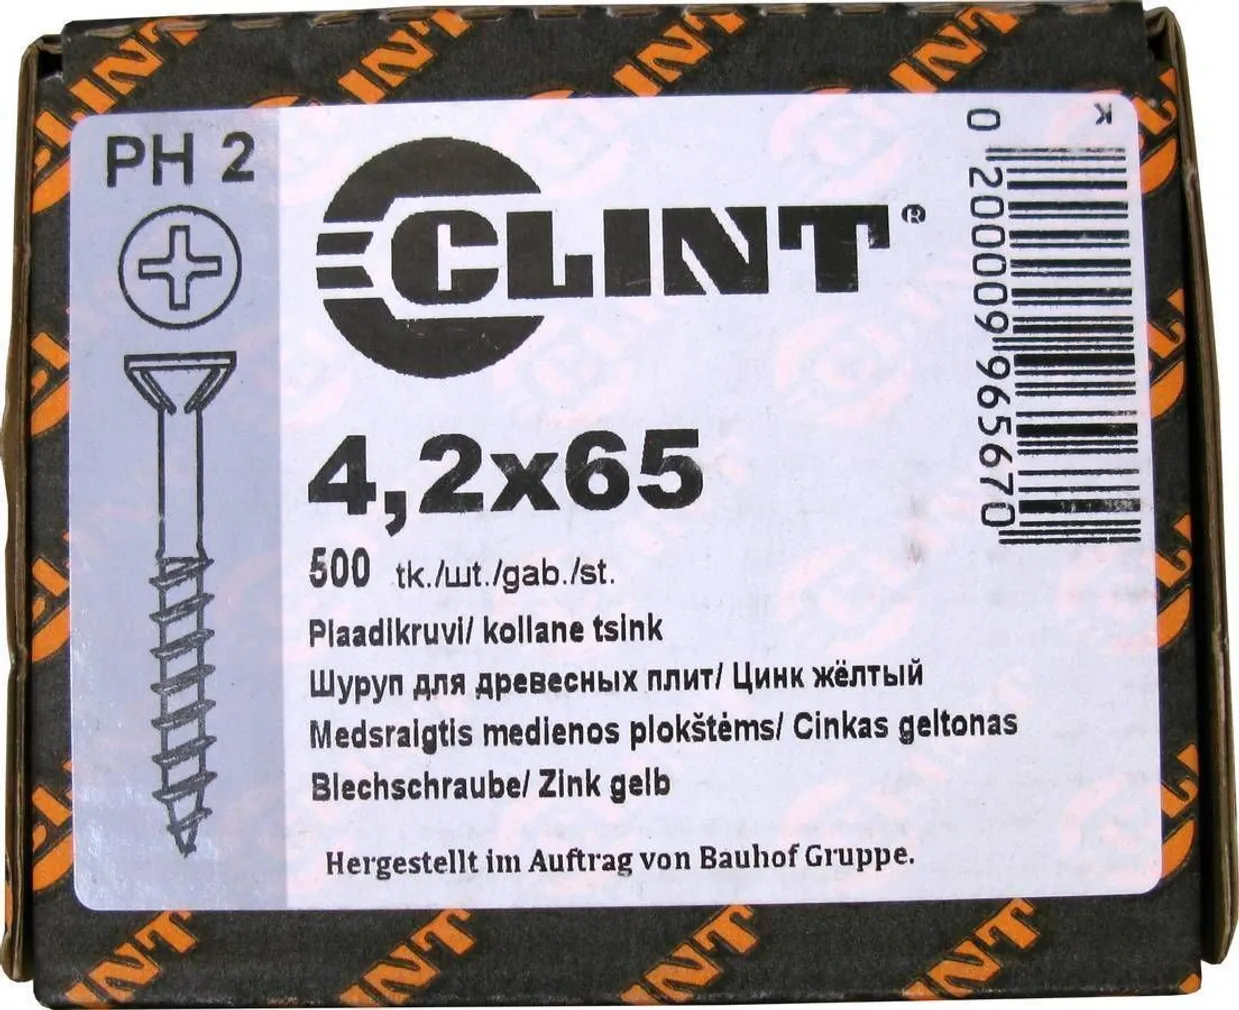 PH 2
CLINT®
4,2x65
500 tk./шт./gab./st.
Plaadikruvi/ kollane tsink
Шуруп для древесных плит/ Цинк жёлтый
Medsraigtis medienos plokštėms/ Cinkas geltonas
Blechschraube/ Zink gelb
Hergestellt im Auftrag von Bauhof Gruppe.
K
0 200009 965670